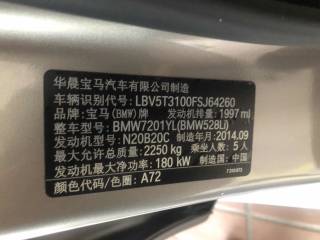 华晨宝马汽车有限公司制造
车辆识别代号: LBV5T3100FSJ64260
品牌: 宝马 (BMW) 牌 发动机排量: 1997 ml
整车型号: BMW7201YL(BMW528Li)
发动机型号: N20B20C 制造年月: 2014.09
最大允许总质量: 2250 kg 乘坐人数: 5 人
发动机最大净功率: 180 kW 制造国: 中国
颜色代码/色圈: A72